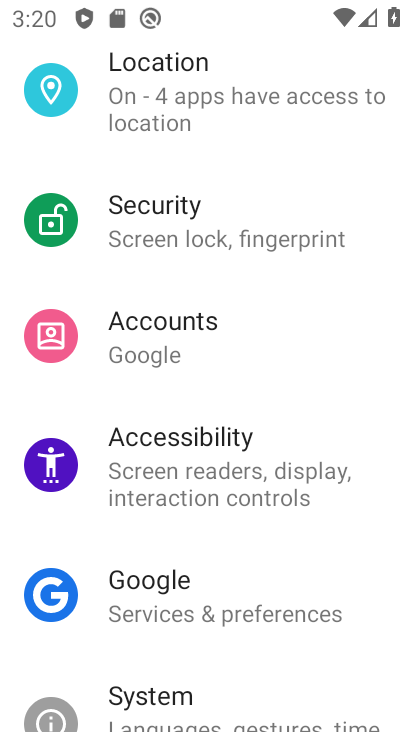 3:20
Location
On - 4 apps have access to
location
Security
Screen lock, fingerprint
Accounts
Google
Accessibility
Screen readers, display,
interaction controls
Google
Services & preferences
System
Languages, gestures, time